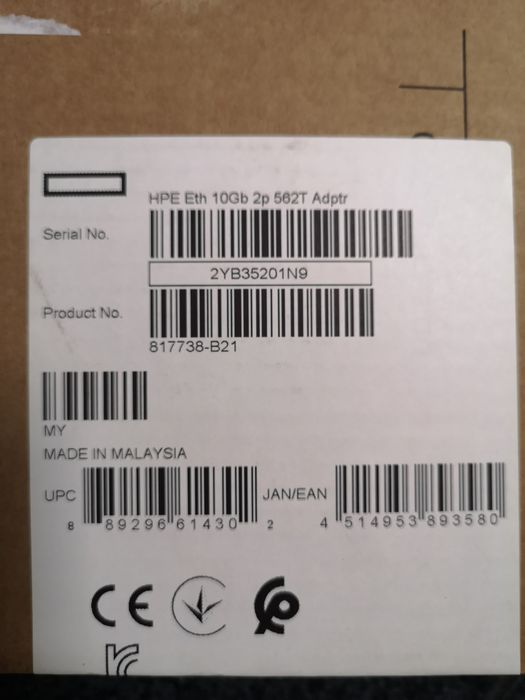 HPE Eth 10Gb 2p 562T Adptr
Serial No.
2YB35201N9
Product No.
817738-B21
MY
MADE IN MALAYSIA
UPC 8 89296 61430 2 JAN/EAN 4 514953 893580
CE